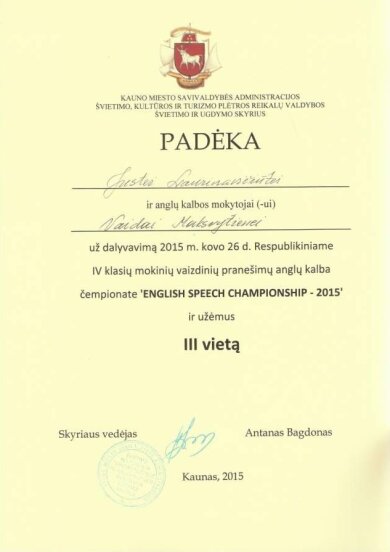 KAUNO MIESTO SAVIVALDYBĖS ADMINISTRACIJOS
ŠVIETIMO, KULTŪROS IR TURIZMO PLĖTROS REIKALŲ VALDYBOS
ŠVIETIMO IR UGDYMO SKYRIUS
PADĖKA
ir anglų kalbos mokytojai (-ui)
Vaidai
už dalyvavimą 2015 m. kovo 26 d. Respublikiniame
IV klasių mokinių vaizdinių pranešimų anglų kalba
čempionate 'ENGLISH SPEECH CHAMPIONSHIP - 2015'
ir užėmus
III vietą
Skyriaus vedėjas Antanas Bagdonas
Kaunas, 2015